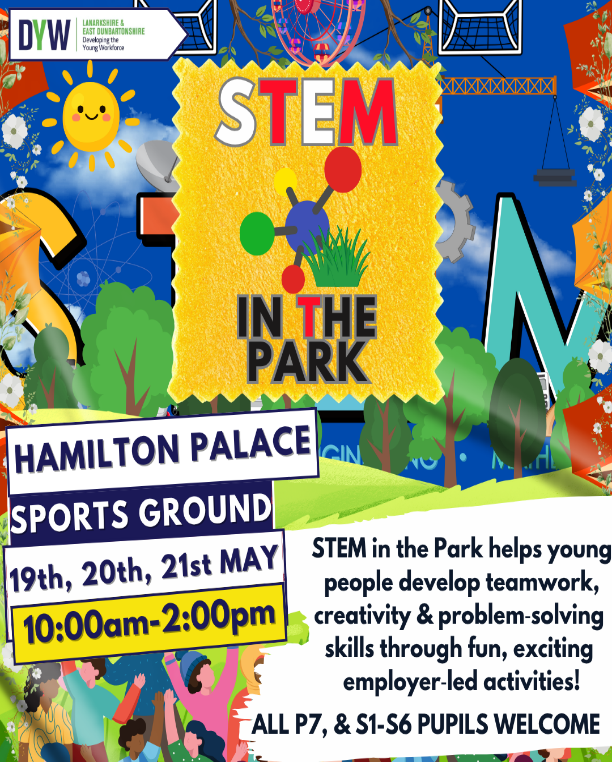 DYW
LANARKSHIRE &
EAST DUNBARTONSHIRE
Developing the
Young Workforce
STEM
IN THE
PARK
HAMILTON PALACE
SPORTS GROUND
19th, 20th, 21st MAY
10:00am-2:00pm
STEM in the Park helps young
people develop teamwork,
creativity & problem-solving
skills through fun, exciting
employer-led activities!
ALL P7, & S1-S6 PUPILS WELCOME